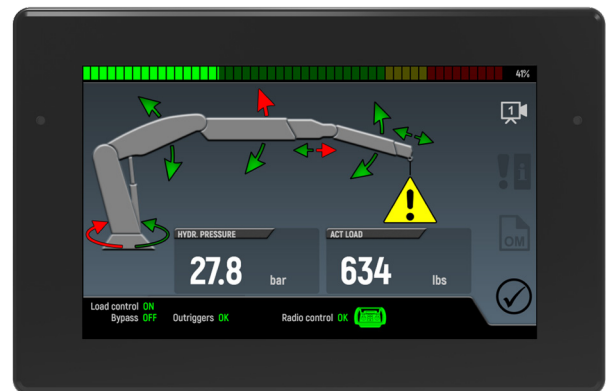 41%
1
OM
HYDR. PRESSURE
27.8 bar
ACT LOAD
634 lbs
Load control ON
Bypass OFF
Outriggers OK
Radio control OK